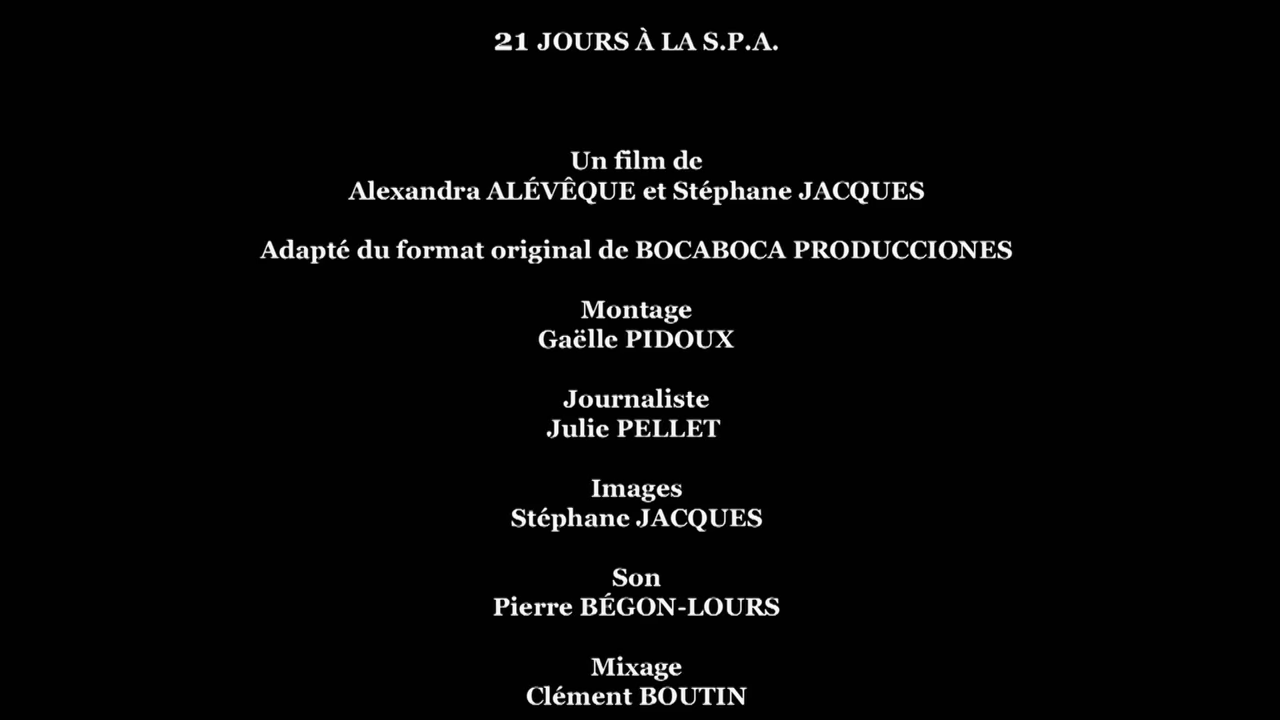 21 JOURS À LA S.P.A.
Un film de
Alexandra ALÉVÊQUE et Stéphane JACQUES
Adapté du format original de BOCABOCA PRODUCCIONES
Montage
Gaëlle PIDOUX
Journaliste
Julie PELLET
Images
Stéphane JACQUES
Son
Pierre BÉGON-LOURS
Mixage
Clément BOUTIN